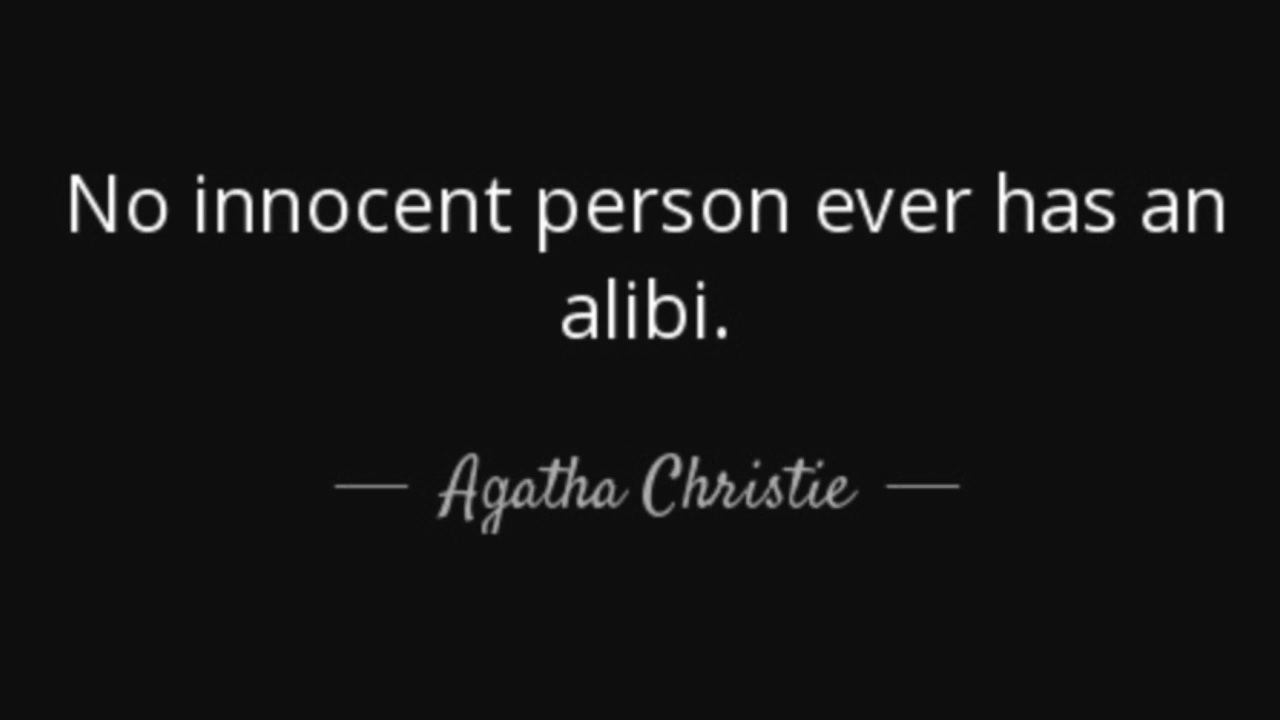 No innocent person ever has an
alibi.
— Agatha Christie —